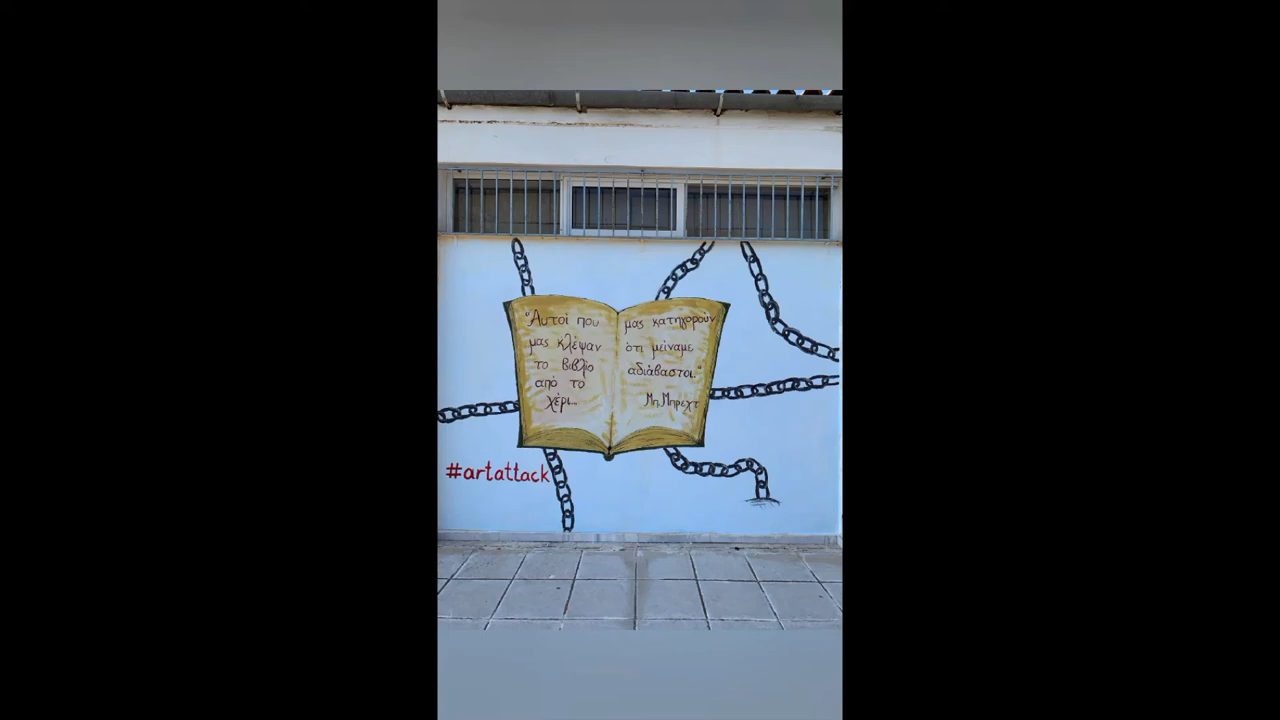 "Αυτοί που
μας κλέψαν
το βιβλίο
από το
χέρι...
μας κατηγορούν
ότι μείναμε
αδιάβαστοι."
Μπ.Μπρεχτ
#artattack